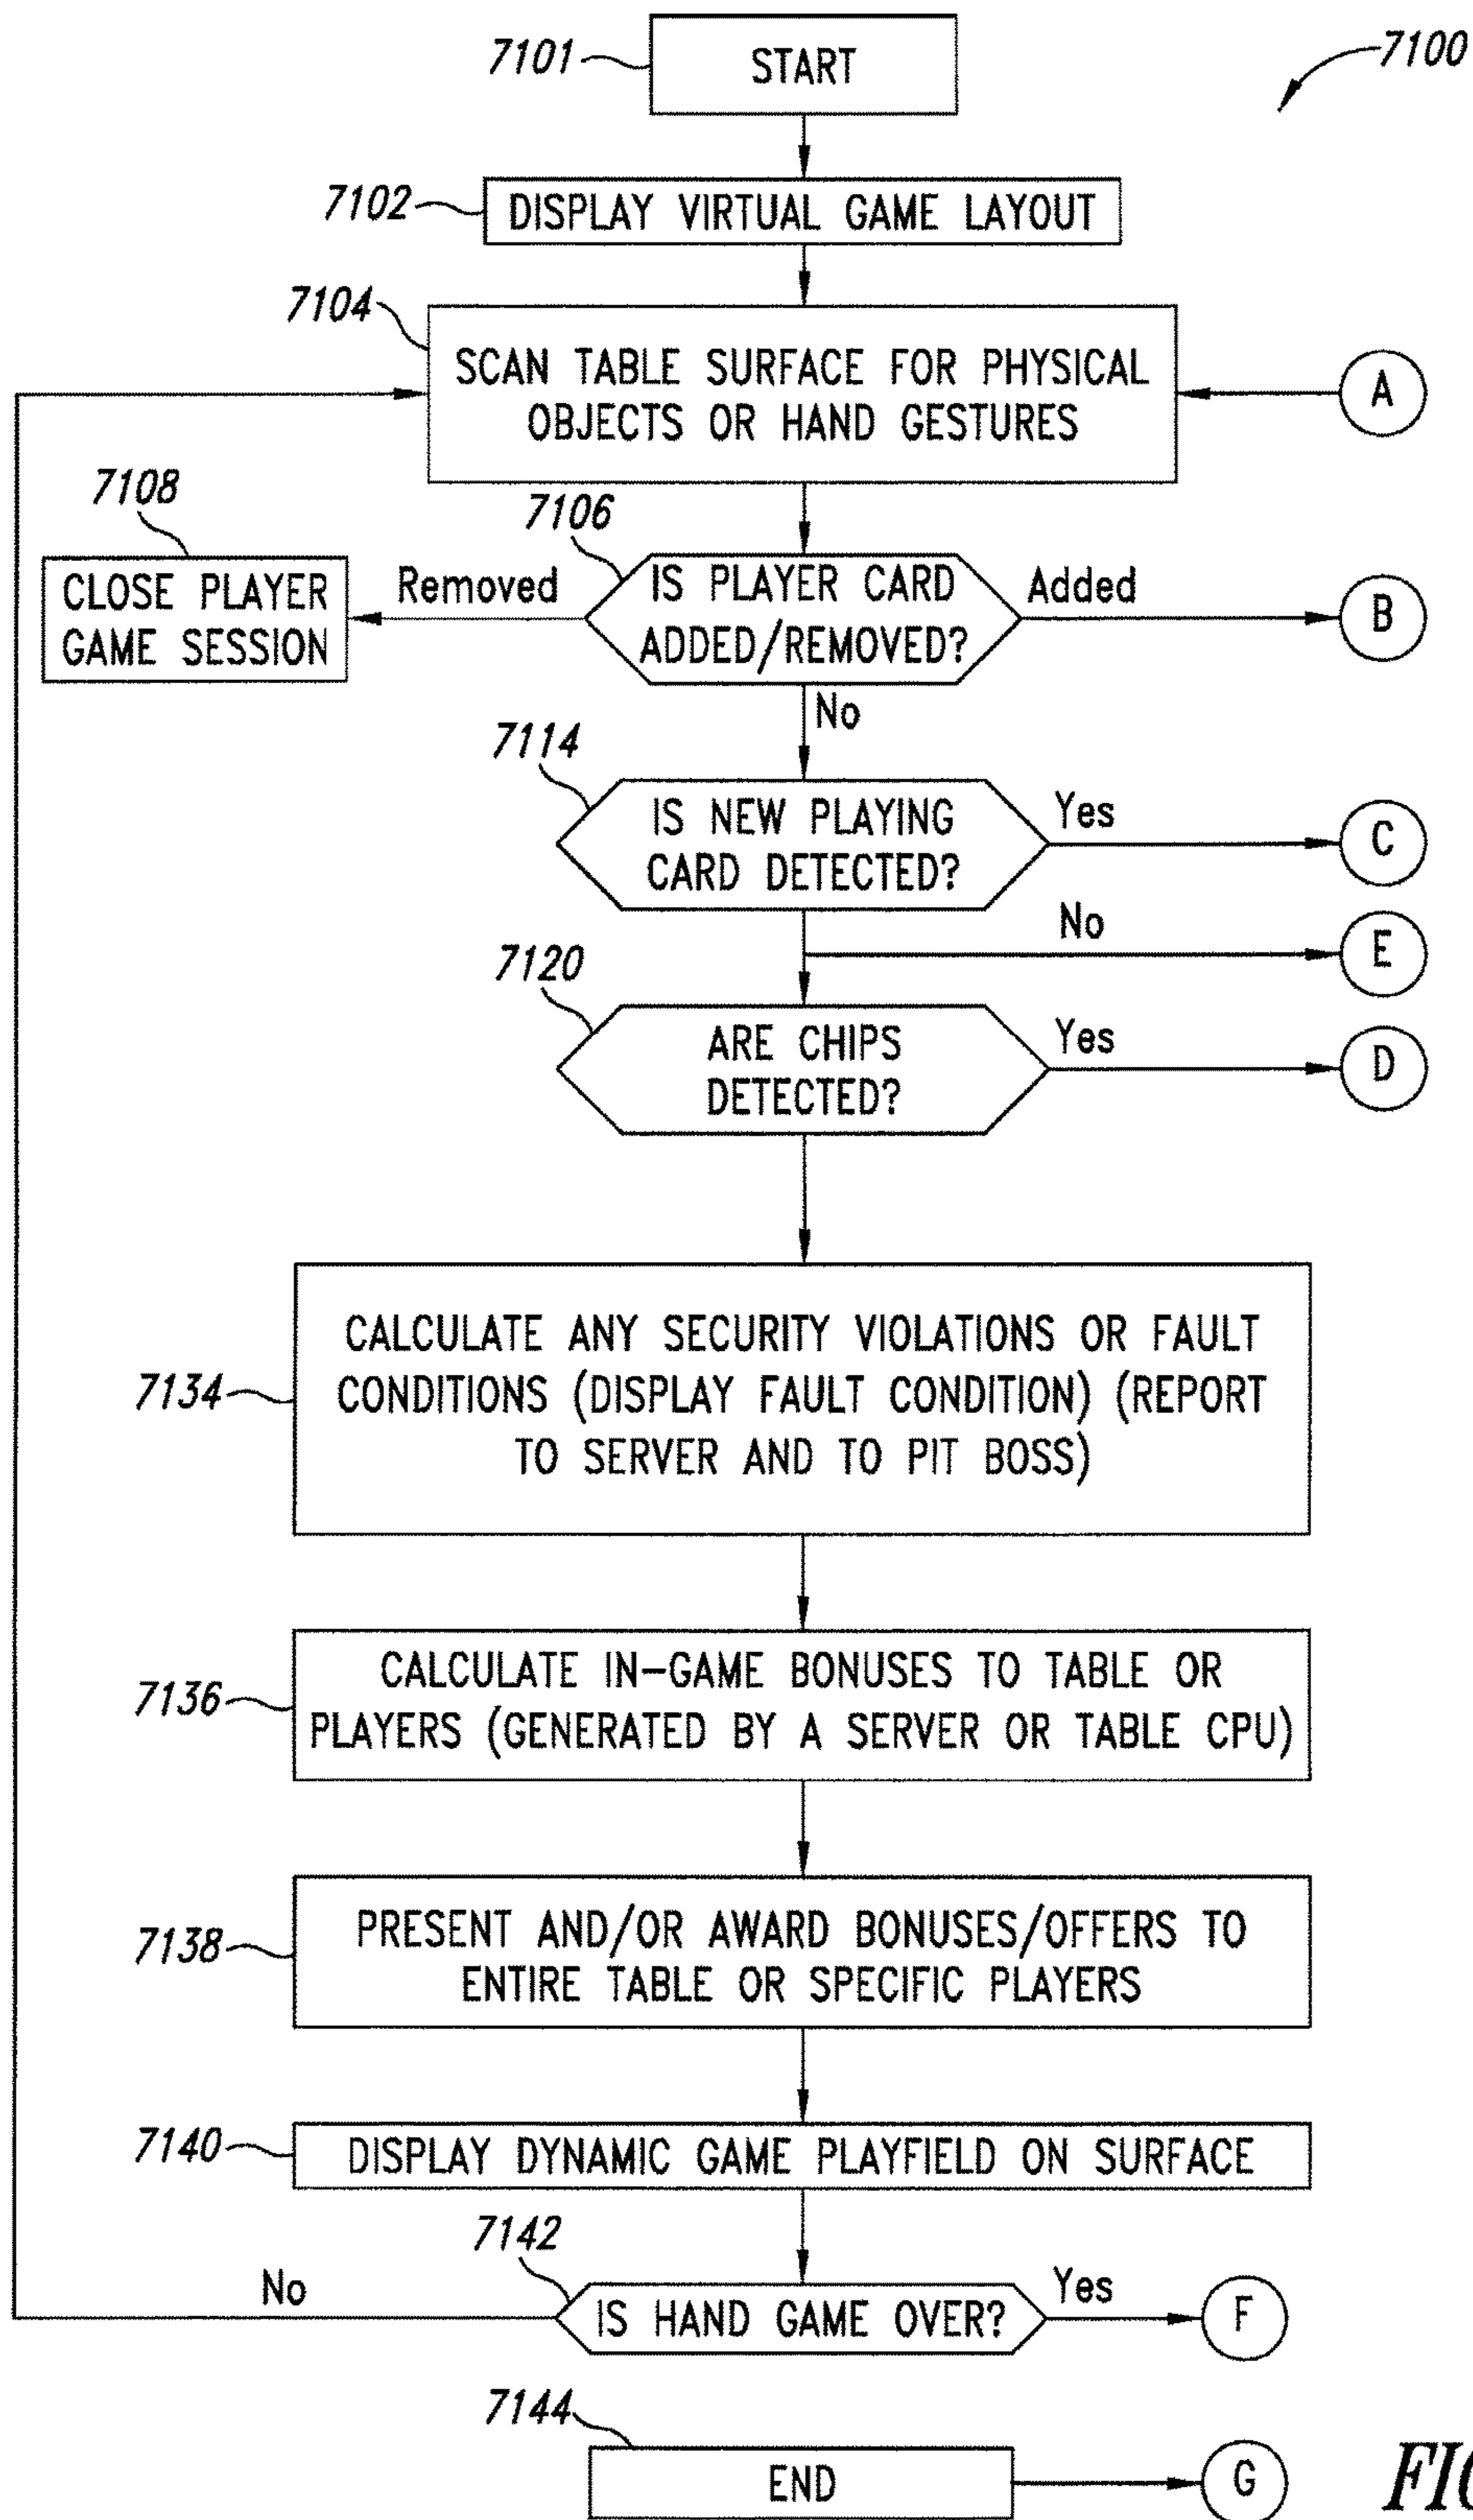 7101
START
7100
7102
DISPLAY VIRTUAL GAME LAYOUT
7104
SCAN TABLE SURFACE FOR PHYSICAL
OBJECTS OR HAND GESTURES
A
7108
CLOSE PLAYER
GAME SESSION
Removed
7106
IS PLAYER CARD
ADDED/REMOVED?
Added
B
No
7114
IS NEW PLAYING
CARD DETECTED?
Yes
C
No
E
7120
ARE CHIPS
DETECTED?
Yes
D
7134
CALCULATE ANY SECURITY VIOLATIONS OR FAULT
CONDITIONS (DISPLAY FAULT CONDITION) (REPORT
TO SERVER AND TO PIT BOSS)
7136
CALCULATE IN-GAME BONUSES TO TABLE OR
PLAYERS (GENERATED BY A SERVER OR TABLE CPU)
7138
PRESENT AND/OR AWARD BONUSES/OFFERS TO
ENTIRE TABLE OR SPECIFIC PLAYERS
7140
DISPLAY DYNAMIC GAME PLAYFIELD ON SURFACE
7142
No
IS HAND GAME OVER?
Yes
F
7144
END
G